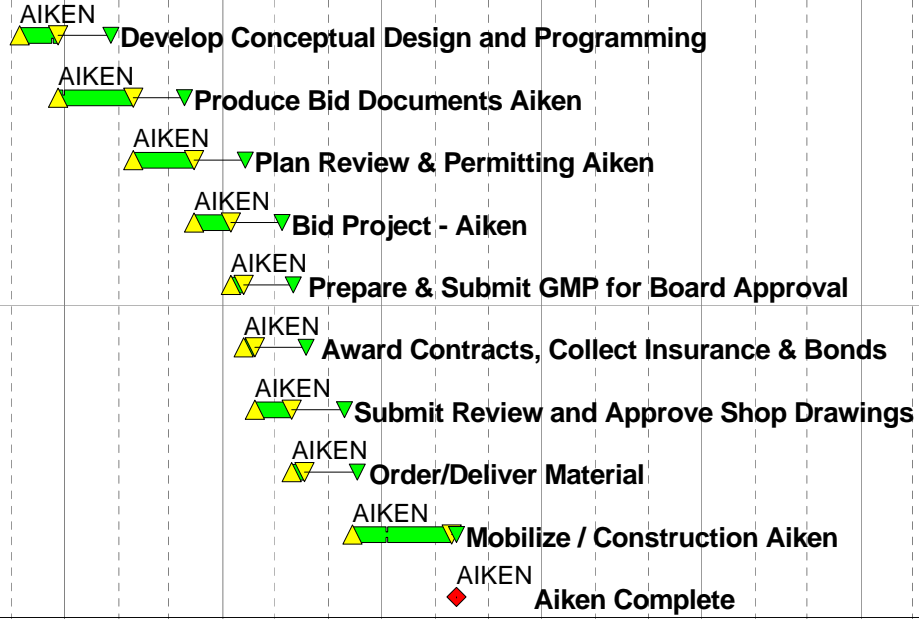 AIKEN
Develop Conceptual Design and Programming
AIKEN
Produce Bid Documents Aiken
AIKEN
Plan Review & Permitting Aiken
AIKEN
Bid Project - Aiken
AIKEN
Prepare & Submit GMP for Board Approval
AIKEN
Award Contracts, Collect Insurance & Bonds
AIKEN
Submit Review and Approve Shop Drawings
AIKEN
Order/Deliver Material
AIKEN
Mobilize / Construction Aiken
AIKEN
Aiken Complete